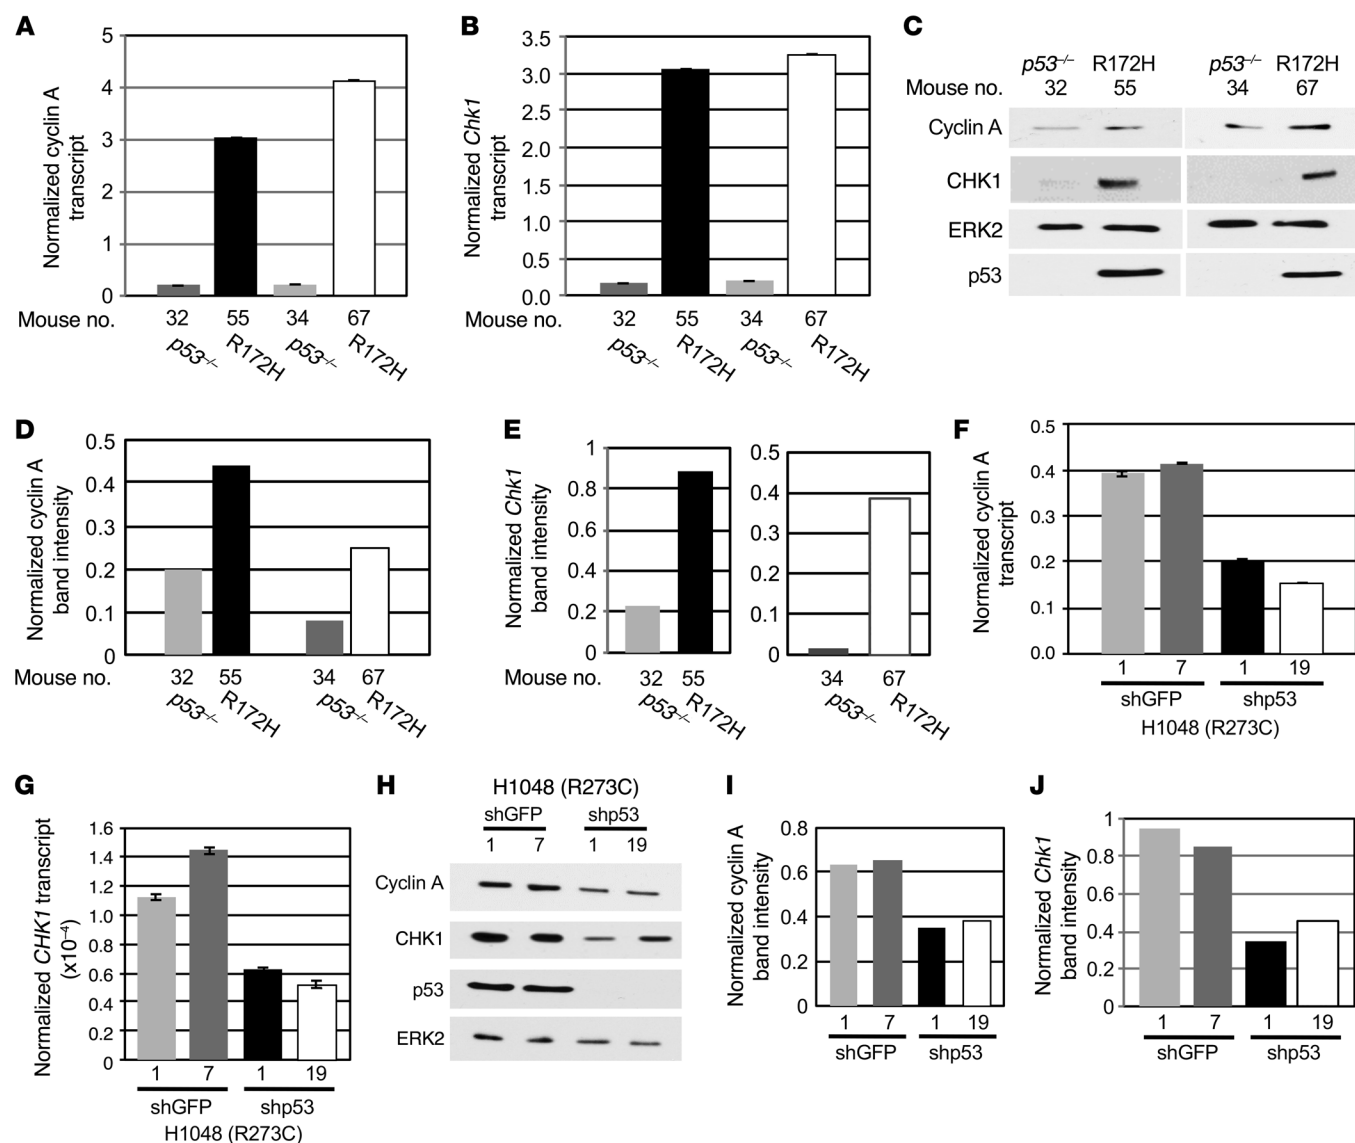 A
Normalized cyclin A
transcript
5
4
3
2
1
0
Mouse no. 32 55 34 67
p53–/– R172H p53–/– R172H
B
Normalized Chk1
transcript
3.5
3.0
2.5
2.0
1.5
3.0
0.5
0.0
Mouse no. 32 55 34 67
p53–/– R172H p53–/– R172H
C
p53–/– R172H p53–/– R172H
Mouse no. 32 55 34 67
Cyclin A
CHK1
ERK2
p53
D
Normalized cyclin A
band intensity
0.5
0.4
0.3
0.2
0.1
0
Mouse no. 32 55 34 67
p53–/– R172H p53–/– R172H
E
Normalized Chk1
band intensity
1
0.8
0.6
0.4
0.2
0
0.5
0.4
0.3
0.2
0.1
0
Mouse no. 32 55 34 67
p53–/– R172H p53–/– R172H
F
Normalized cyclin A
transcript
0.5
0.4
0.3
0.2
0.1
0.0
1 7 1 19
shGFP shp53
H1048 (R273C)
G
Normalized CHK1 transcript
(x10–4)
1.6
1.4
1.2
1.0
0.8
0.6
0.4
0.2
0
1 7 1 19
shGFP shp53
H1048 (R273C)
H
H1048 (R273C)
shGFP shp53
1 7 1 19
Cyclin A
CHK1
p53
ERK2
I
Normalized cyclin A
band intensity
0.8
0.6
0.4
0.2
0
1 7 1 19
shGFP shp53
J
Normalized Chk1
band intensity
1
0.8
0.6
0.4
0.2
0
1 7 1 19
shGFP shp53